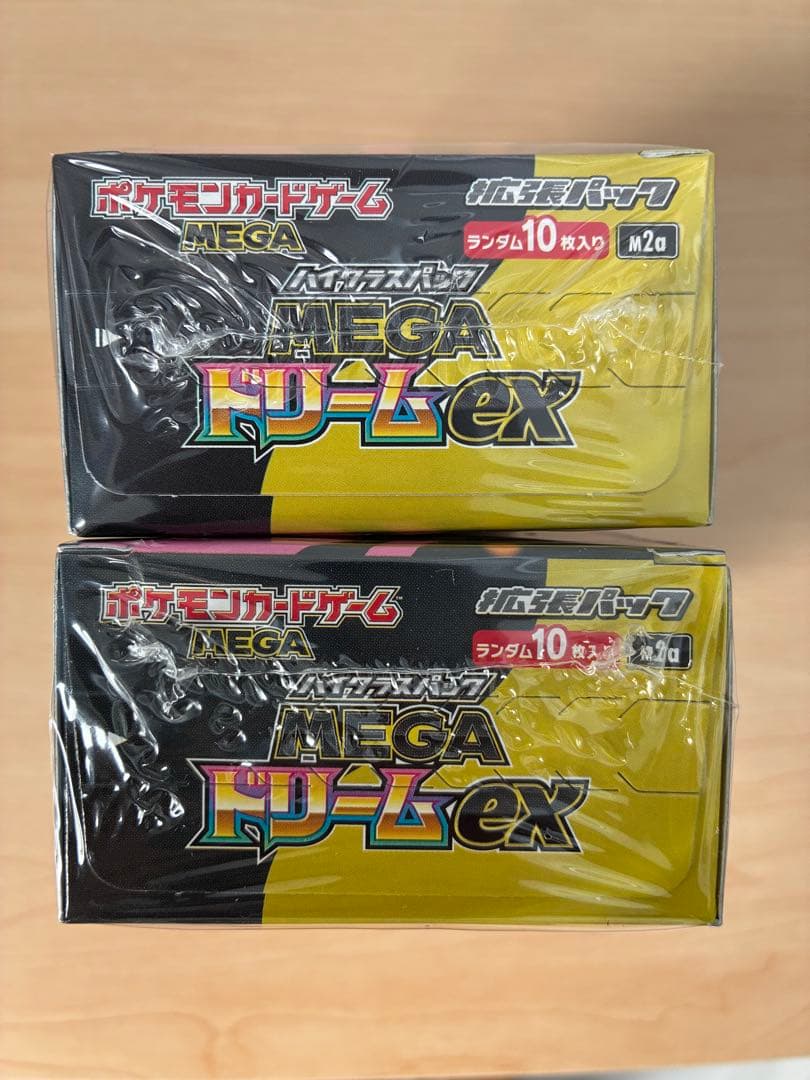 ポケモンカードゲーム
MEGA
拡張パック
ランダム10枚入り M2a
ハイクラスパック
MEGA
ドリームex
ポケモンカードゲーム
MEGA
拡張パック
ランダム10枚入り M2a
ハイクラスパック
MEGA
ドリームex